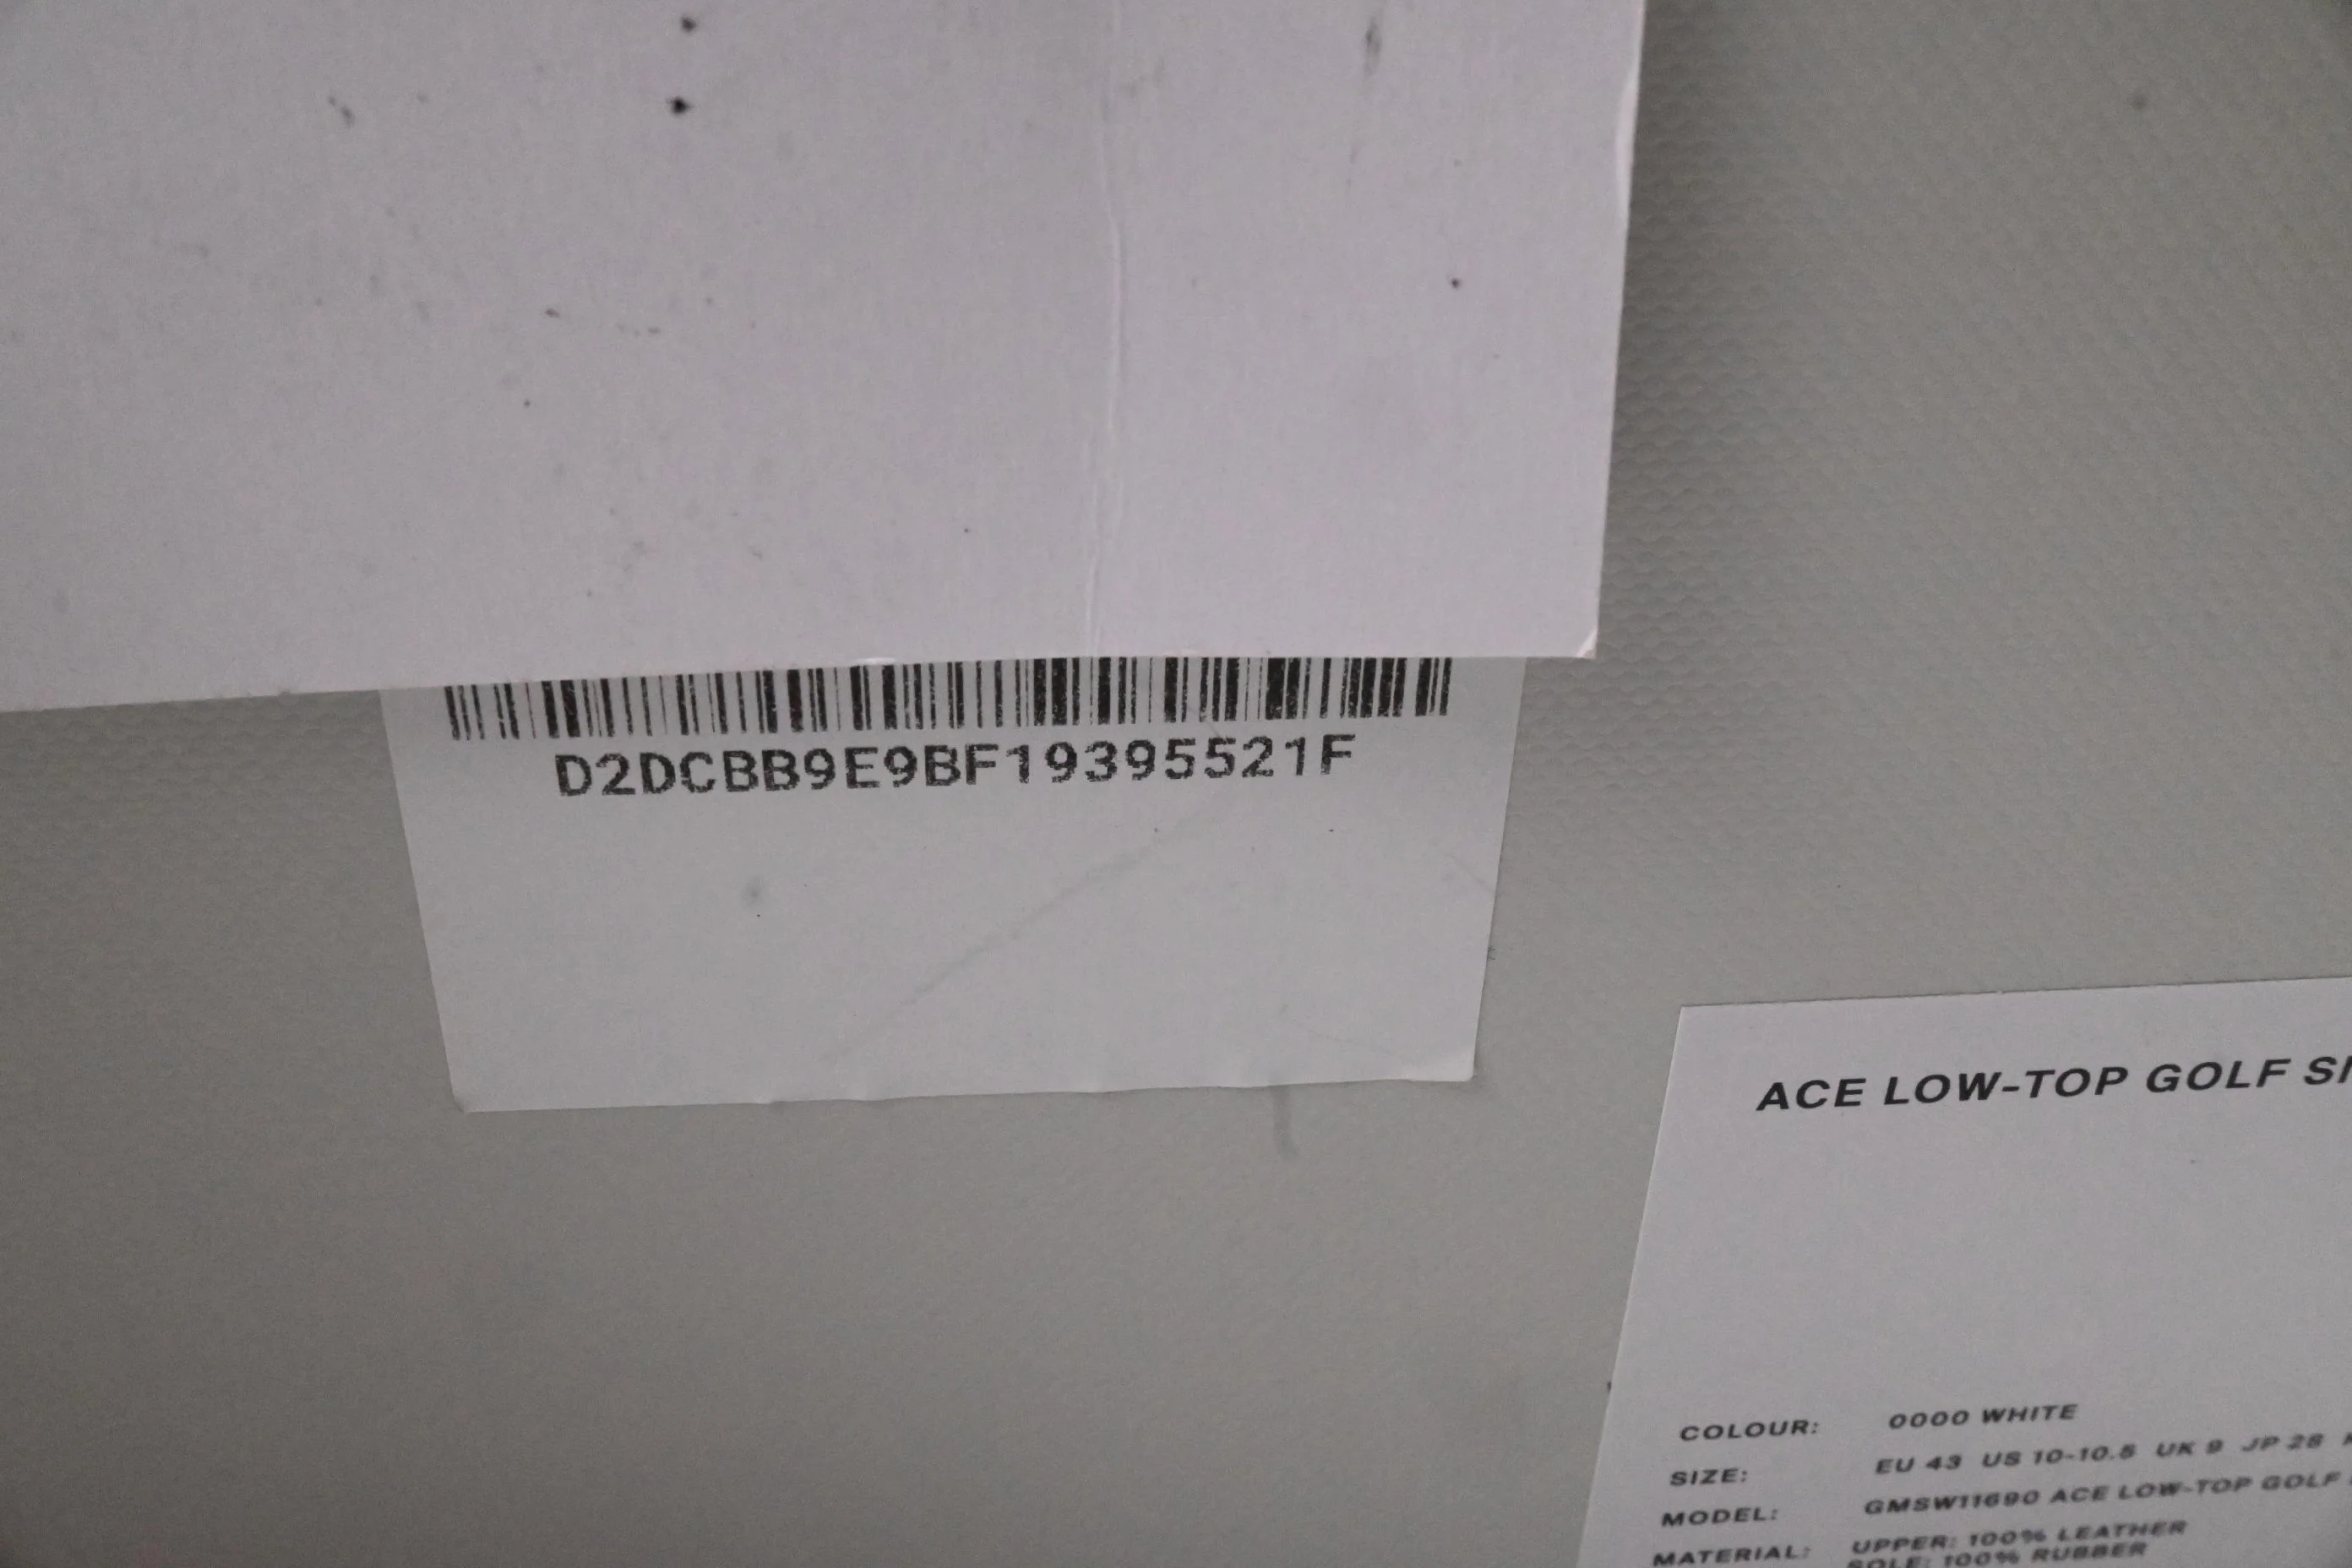 D2DCBB9E9BF19395521F
ACE LOW-TOP GOLF
COLOUR: 0000 WHITE
SIZE: EU 43 US 10-10.5 UK 9 JP 28
MODEL: GMSW11690 ACE LOW-TOP GOLF
MATERIAL: UPPER: 100% LEATHER
SOLE: 100% RUBBER